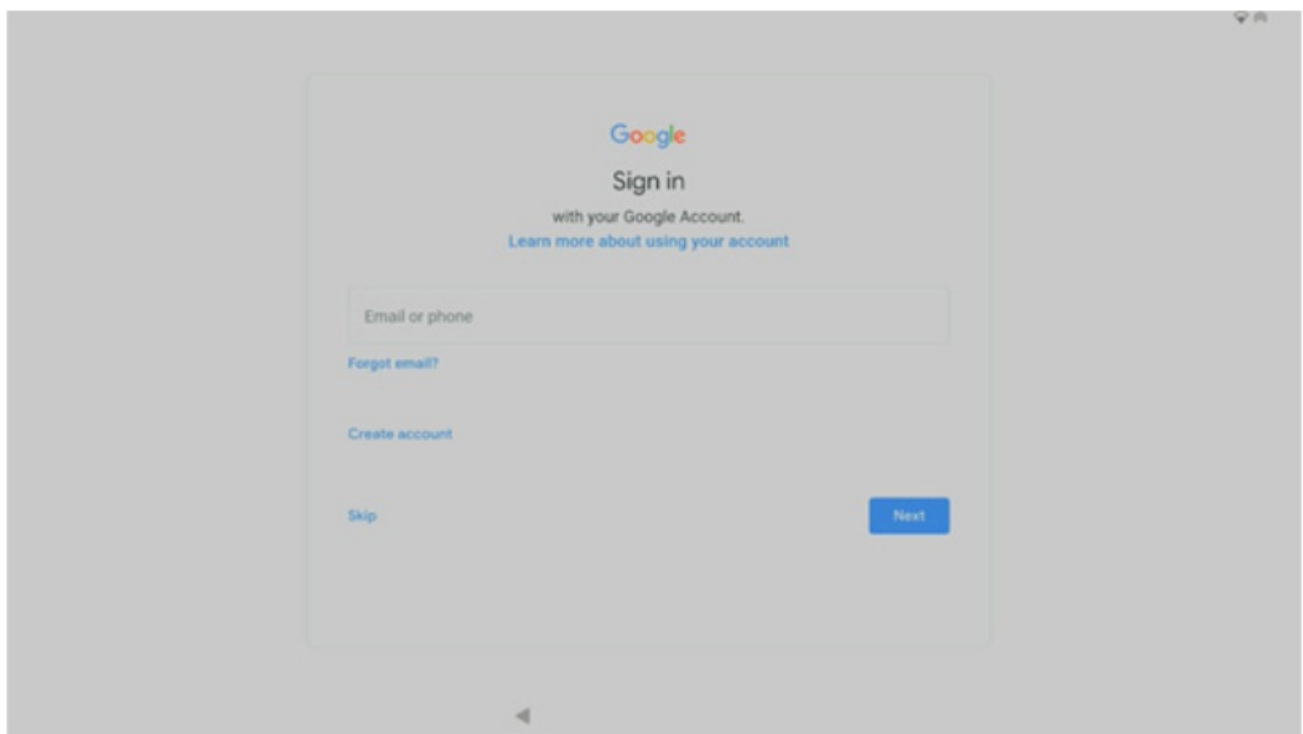 Google
Sign in
with your Google Account.
Learn more about using your account
Email or phone
Forgot email?
Create account
Skip
Next